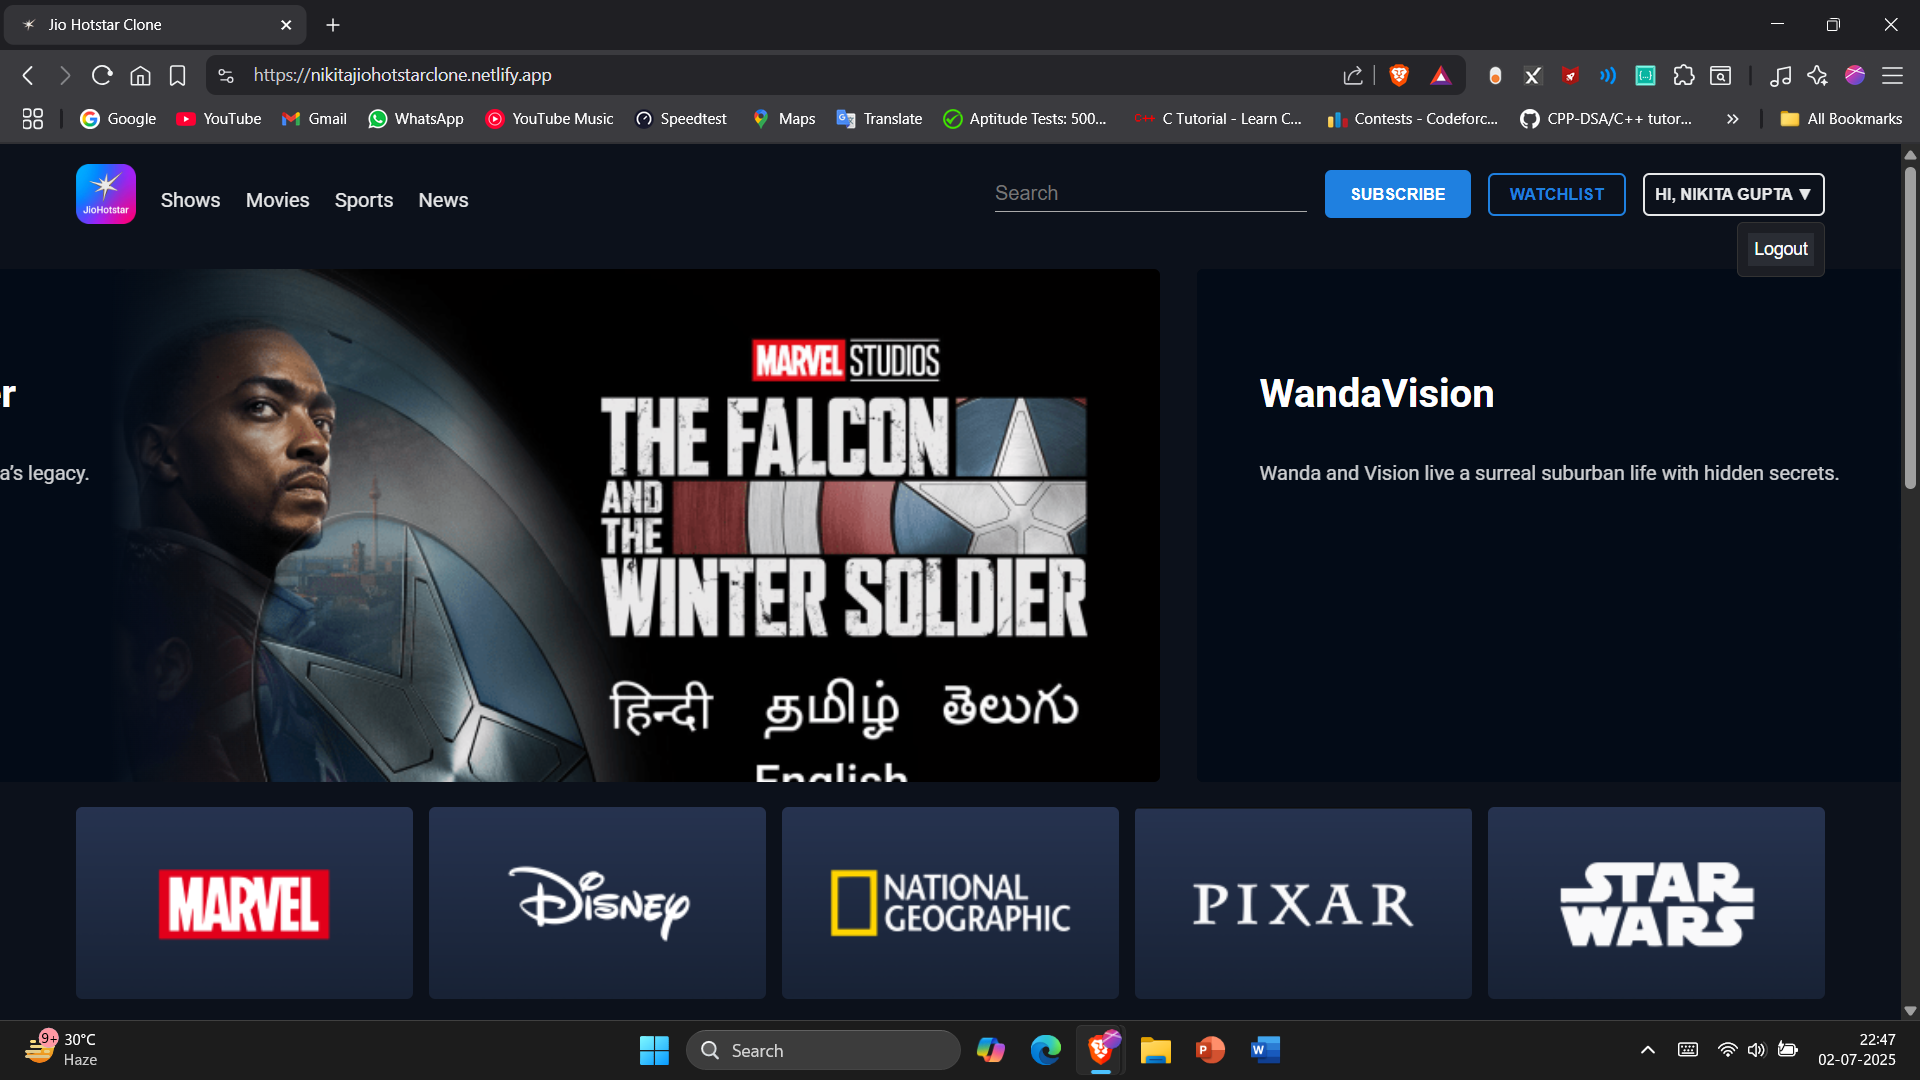 Jio Hotstar Clone
https://nikitajiohotstarclone.netlify.app
Google YouTube Gmail WhatsApp YouTube Music Speedtest Maps Translate Aptitude Tests: 500... C++ C Tutorial - Learn C... Contests - Codeforc... CPP-DSA/C++ tutor... » All Bookmarks
JioHotstar Shows Movies Sports News Search SUBSCRIBE WATCHLIST HI, NIKITA GUPTA ▼
Logout
MARVEL STUDIOS
THE FALCON
AND
THE
WINTER SOLDIER
हिन्दी தமிழ் తెలుగు
English
er
a's legacy.
WandaVision
Wanda and Vision live a surreal suburban life with hidden secrets.
MARVEL
Disney
NATIONAL
GEOGRAPHIC
PIXAR
STAR
WARS
9+ 30°C
Haze
Search
22:47
02-07-2025